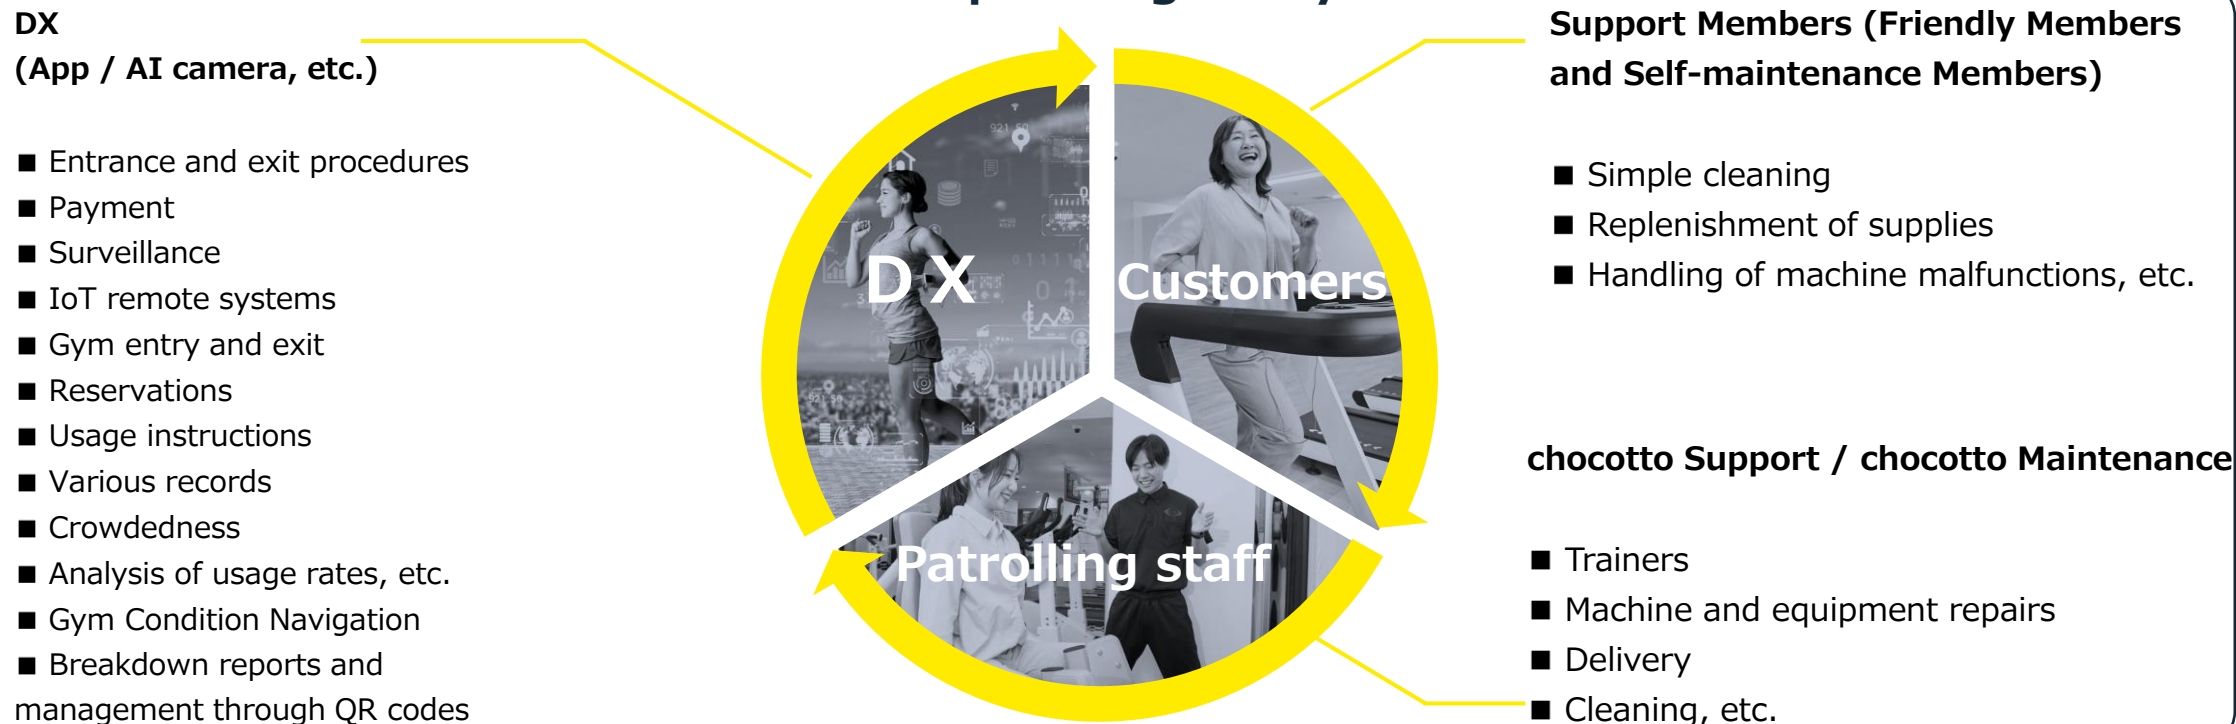 DX
(App / AI camera, etc.)
■ Entrance and exit procedures
■ Payment
■ Surveillance
■ IoT remote systems
■ Gym entry and exit
■ Reservations
■ Usage instructions
■ Various records
■ Crowdedness
■ Analysis of usage rates, etc.
■ Gym Condition Navigation
■ Breakdown reports and
management through QR codes
DX
Customers
Patrolling staff
Support Members (Friendly Members
and Self-maintenance Members)
■ Simple cleaning
■ Replenishment of supplies
■ Handling of machine malfunctions, etc.
chocotto Support / chocotto Maintenance
■ Trainers
■ Machine and equipment repairs
■ Delivery
■ Cleaning, etc.